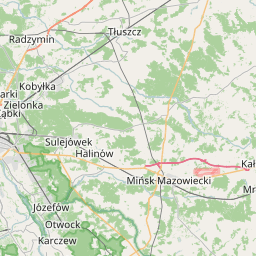 Tłuszcz
Radzymin
Kobyłka
Zielonka
Ząbki
Sulejówek
Halinów
Mińsk Mazowiecki
Józefów
Otwock
Karczew